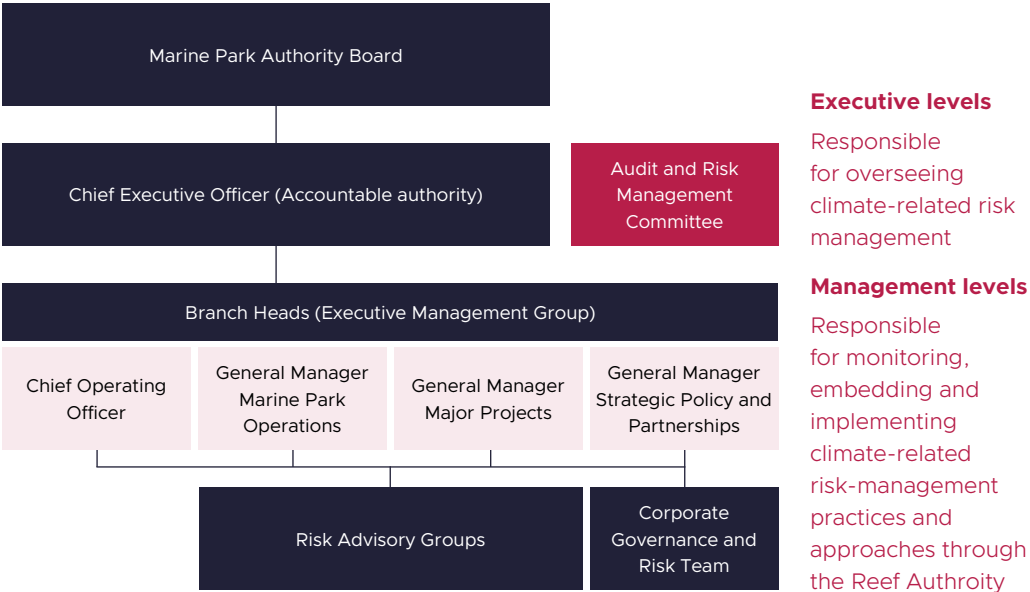 Marine Park Authority Board
Chief Executive Officer (Accountable authority)
Audit and Risk
Management
Committee
Branch Heads (Executive Management Group)
Chief Operating
Officer
General Manager
Marine Park
Operations
General Manager
Major Projects
General Manager
Strategic Policy and
Partnerships
Risk Advisory Groups
Corporate
Governance and
Risk Team
Executive levels
Responsible
for overseeing
climate-related risk
management
Management levels
Responsible
for monitoring,
embedding and
implementing
climate-related
risk-management
practices and
approaches through
the Reef Authroity